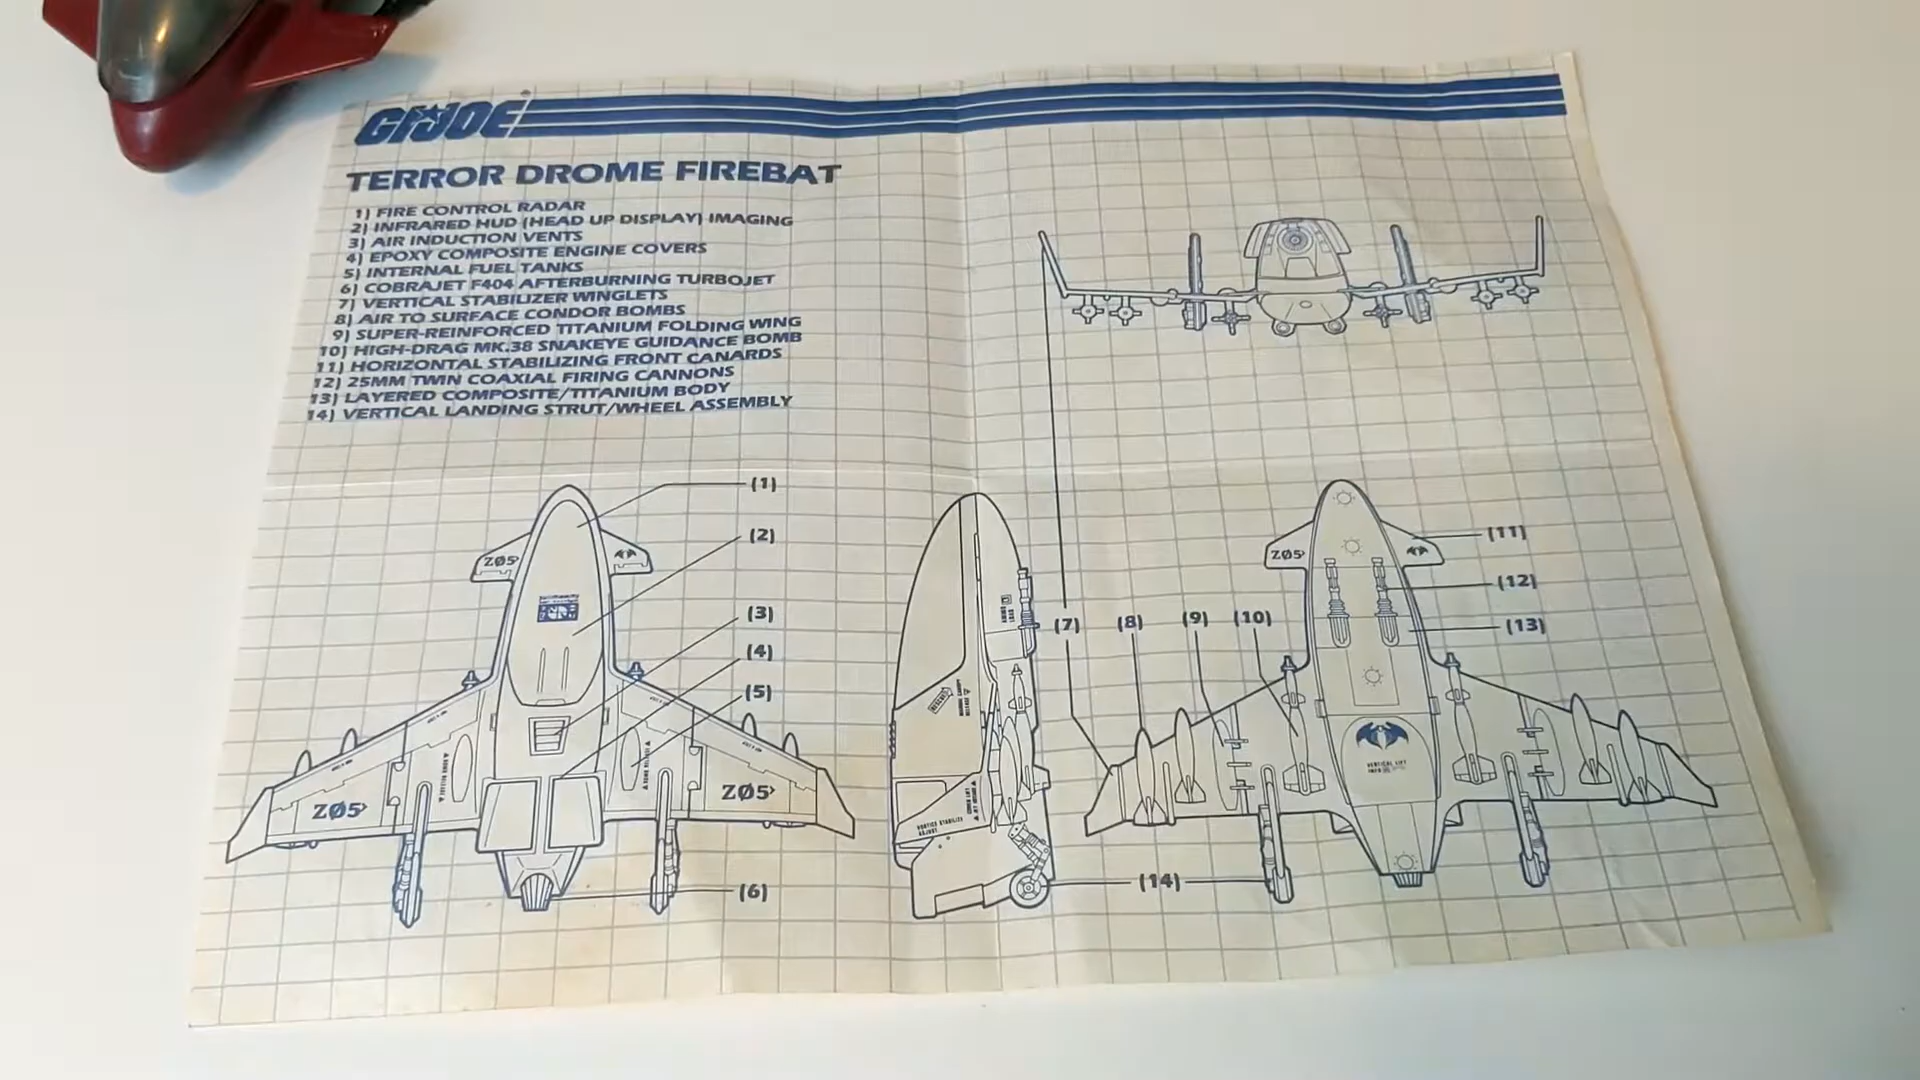 GI JOE®
TERROR DROME FIREBAT
1) FIRE CONTROL RADAR
2) INFRARED HUD (HEAD UP DISPLAY) IMAGING
3) AIR INDUCTION VENTS
4) EPOXY COMPOSITE ENGINE COVERS
5) INTERNAL FUEL TANKS
6) COBRAJET F404 AFTERBURNING TURBOJET
7) VERTICAL STABILIZER WINGLETS
8) AIR TO SURFACE CONDOR BOMBS
9) SUPER-REINFORCED TITANIUM FOLDING WING
10) HIGH-DRAG MK.38 SNAKEYE GUIDANCE BOMB
11) HORIZONTAL STABILIZING FRONT CANARDS
12) 25MM TWIN COAXIAL FIRING CANNONS
13) LAYERED COMPOSITE/TITANIUM BODY
14) VERTICAL LANDING STRUT/WHEEL ASSEMBLY
(1)
(2)
(3)
(4)
(5)
(6)
ZØ5
ZØ5
ZØ5
RESCUE
(7)
(8)
(9)
(10)
(11)
(12)
(13)
(14)
ZØ5
VERTICAL LIFT